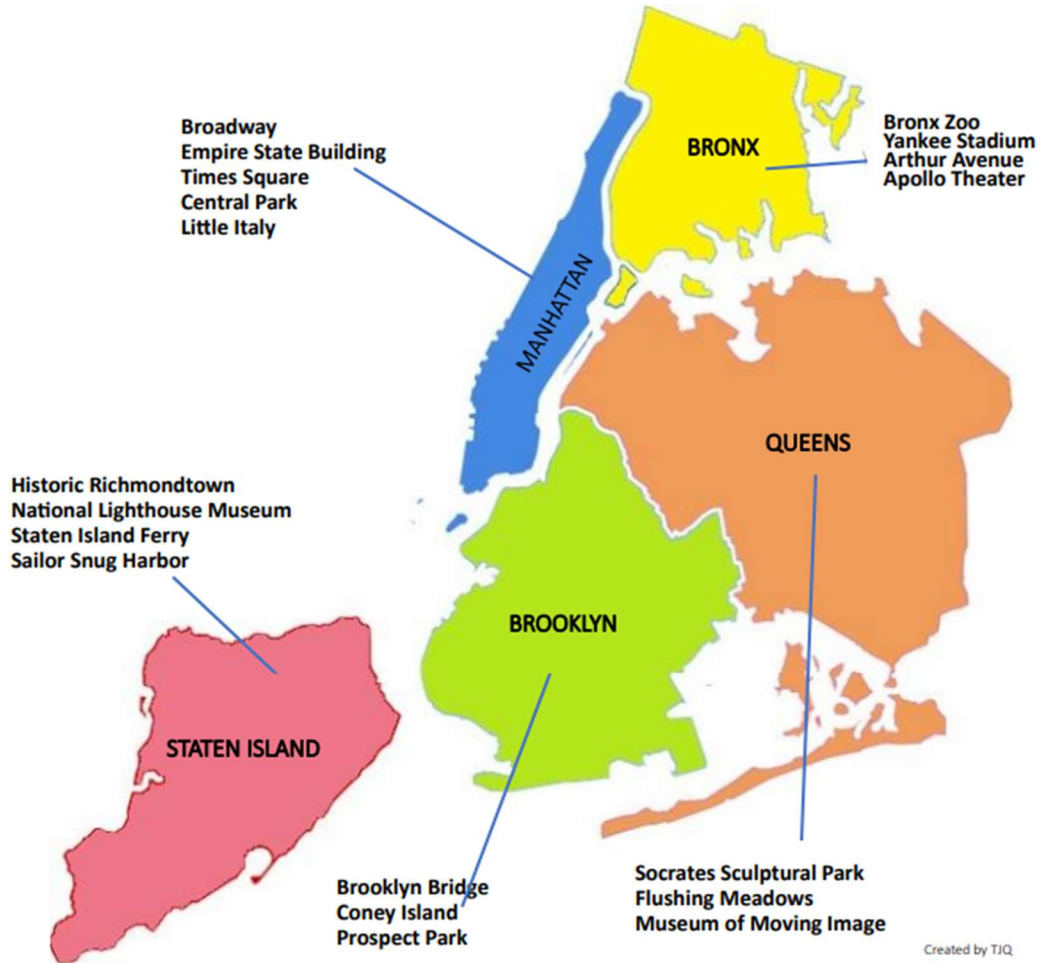 Broadway
Empire State Building
Times Square
Central Park
Little Italy
BRONX
Bronx Zoo
Yankee Stadium
Arthur Avenue
Apollo Theater
MANHATTAN
QUEENS
Historic Richmondtown
National Lighthouse Museum
Staten Island Ferry
Sailor Snug Harbor
BROOKLYN
STATEN ISLAND
Brooklyn Bridge
Coney Island
Prospect Park
Socrates Sculptural Park
Flushing Meadows
Museum of Moving Image
Created by TJQ